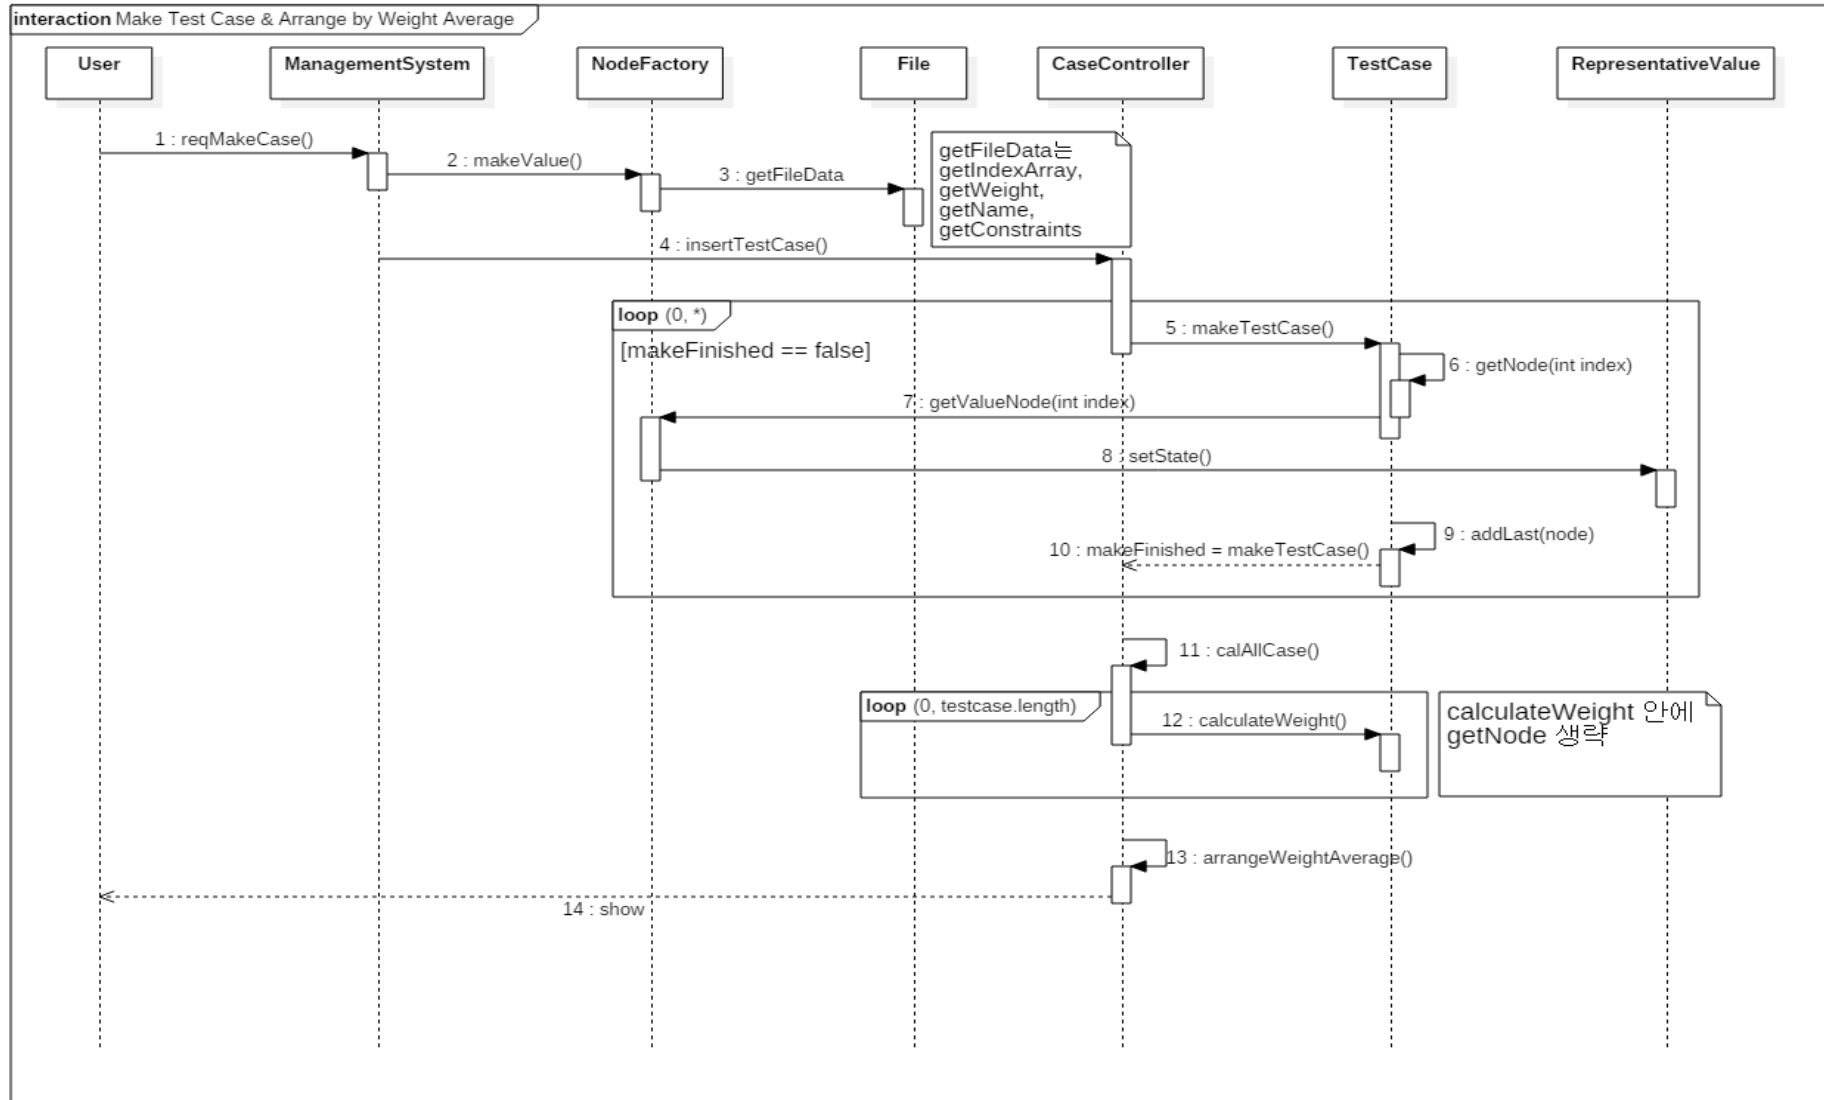 interaction Make Test Case & Arrange by Weight Average
User
ManagementSystem
NodeFactory
File
CaseController
TestCase
RepresentativeValue
1 : reqMakeCase()
2 : makeValue()
3 : getFileData
getFileData는
getIndexArray,
getWeight,
getName,
getConstraints
4 : insertTestCase()
loop (0, *)
[makeFinished == false]
5 : makeTestCase()
6 : getNode(int index)
7 : getValueNode(int index)
8 : setState()
9 : addLast(node)
10 : makeFinished = makeTestCase()
11 : calAllCase()
loop (0, testcase.length)
12 : calculateWeight()
calculateWeight 안에
getNode 생략
13 : arrangeWeightAverage()
14 : show